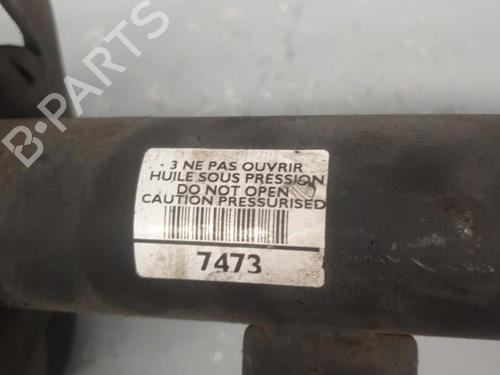 B-PARTS
3 NE PAS OUVRIR
HUILE SOUS PRESSION
DO NOT OPEN
CAUTION PRESSURISED
7473